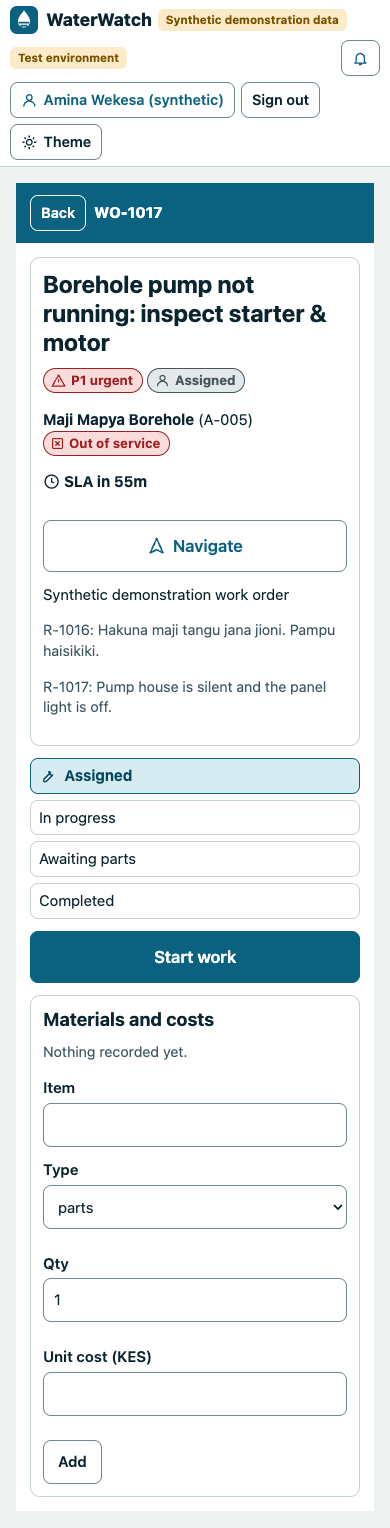 WaterWatch Synthetic demonstration data
Test environment
Amina Wekesa (synthetic) Sign out
Theme
Back WO-1017
Borehole pump not
running: inspect starter &
motor
P1 urgent Assigned
Maji Mapya Borehole (A-005)
Out of service
SLA in 55m
Navigate
Synthetic demonstration work order
R-1016: Hakuna maji tangu jana jioni. Pampu
haisikiki.
R-1017: Pump house is silent and the panel
light is off.
Assigned
In progress
Awaiting parts
Completed
Start work
Materials and costs
Nothing recorded yet.
Item
Type
parts
Qty
1
Unit cost (KES)
Add